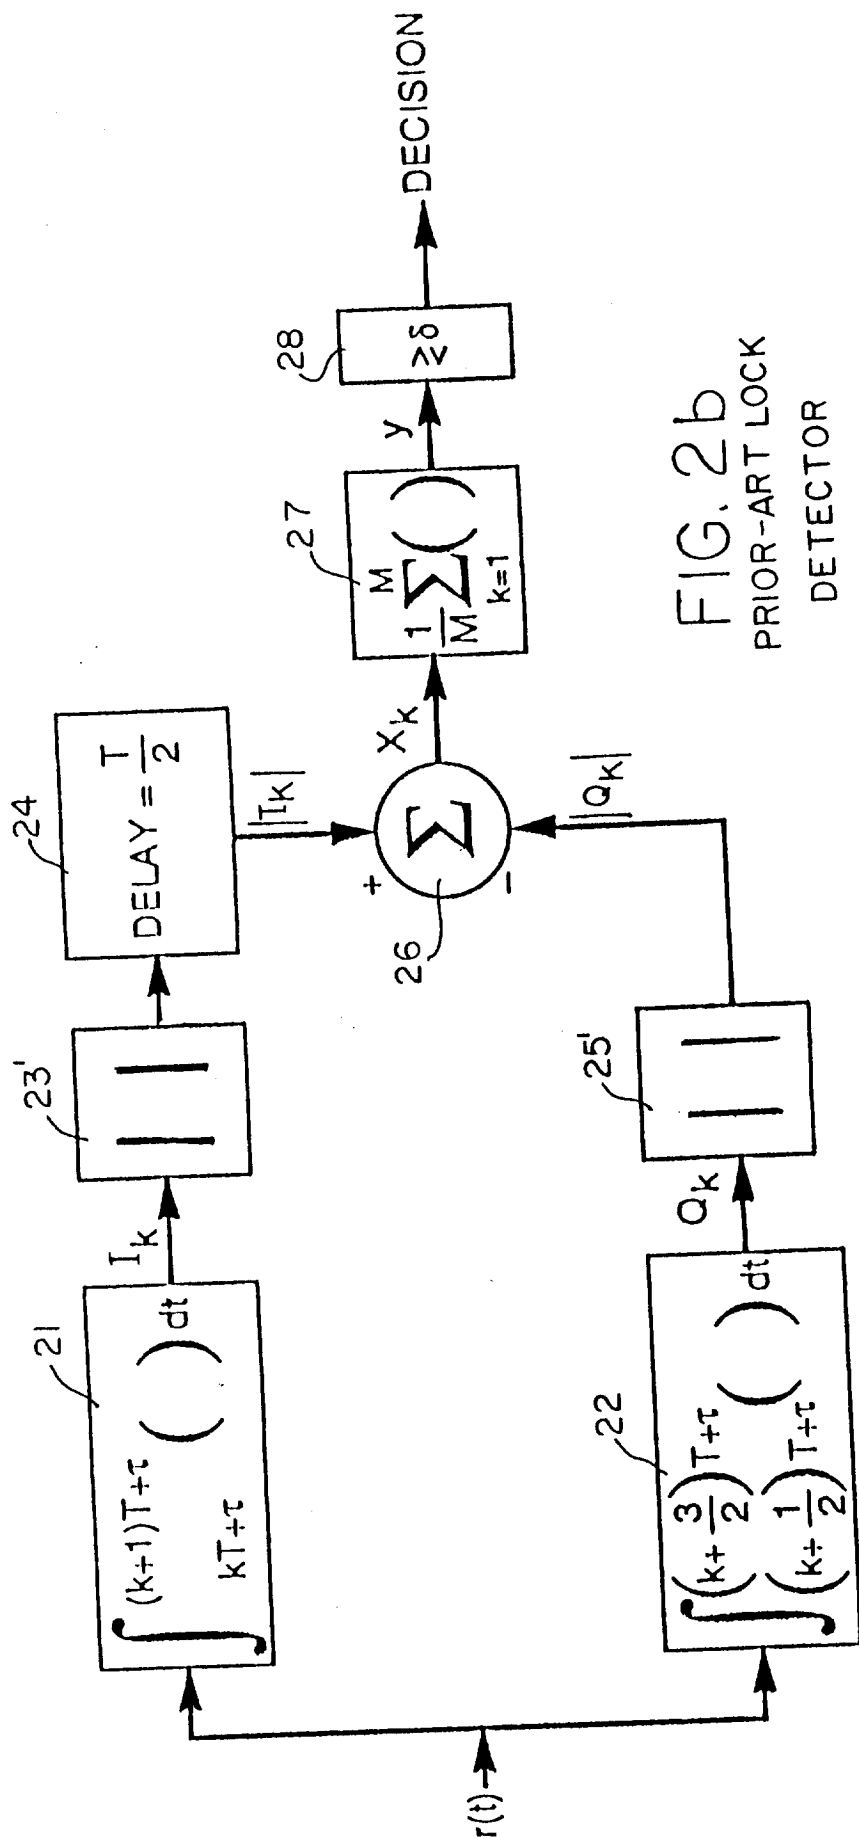 r(t)
21
∫
(k+1)T+τ
kT+τ
( ) dt
I_k
23'
| |
24
DELAY = T/2
|I_k|
22
∫
(k+3/2)T+τ
(k+1/2)T+τ
( ) dt
Q_k
25'
| |
|Q_k|
+
Σ
-
26
X_k
27
1/M Σ ( )
M
k=1
y
28
≥δ
DECISION
FIG. 2b
PRIOR-ART LOCK
DETECTOR